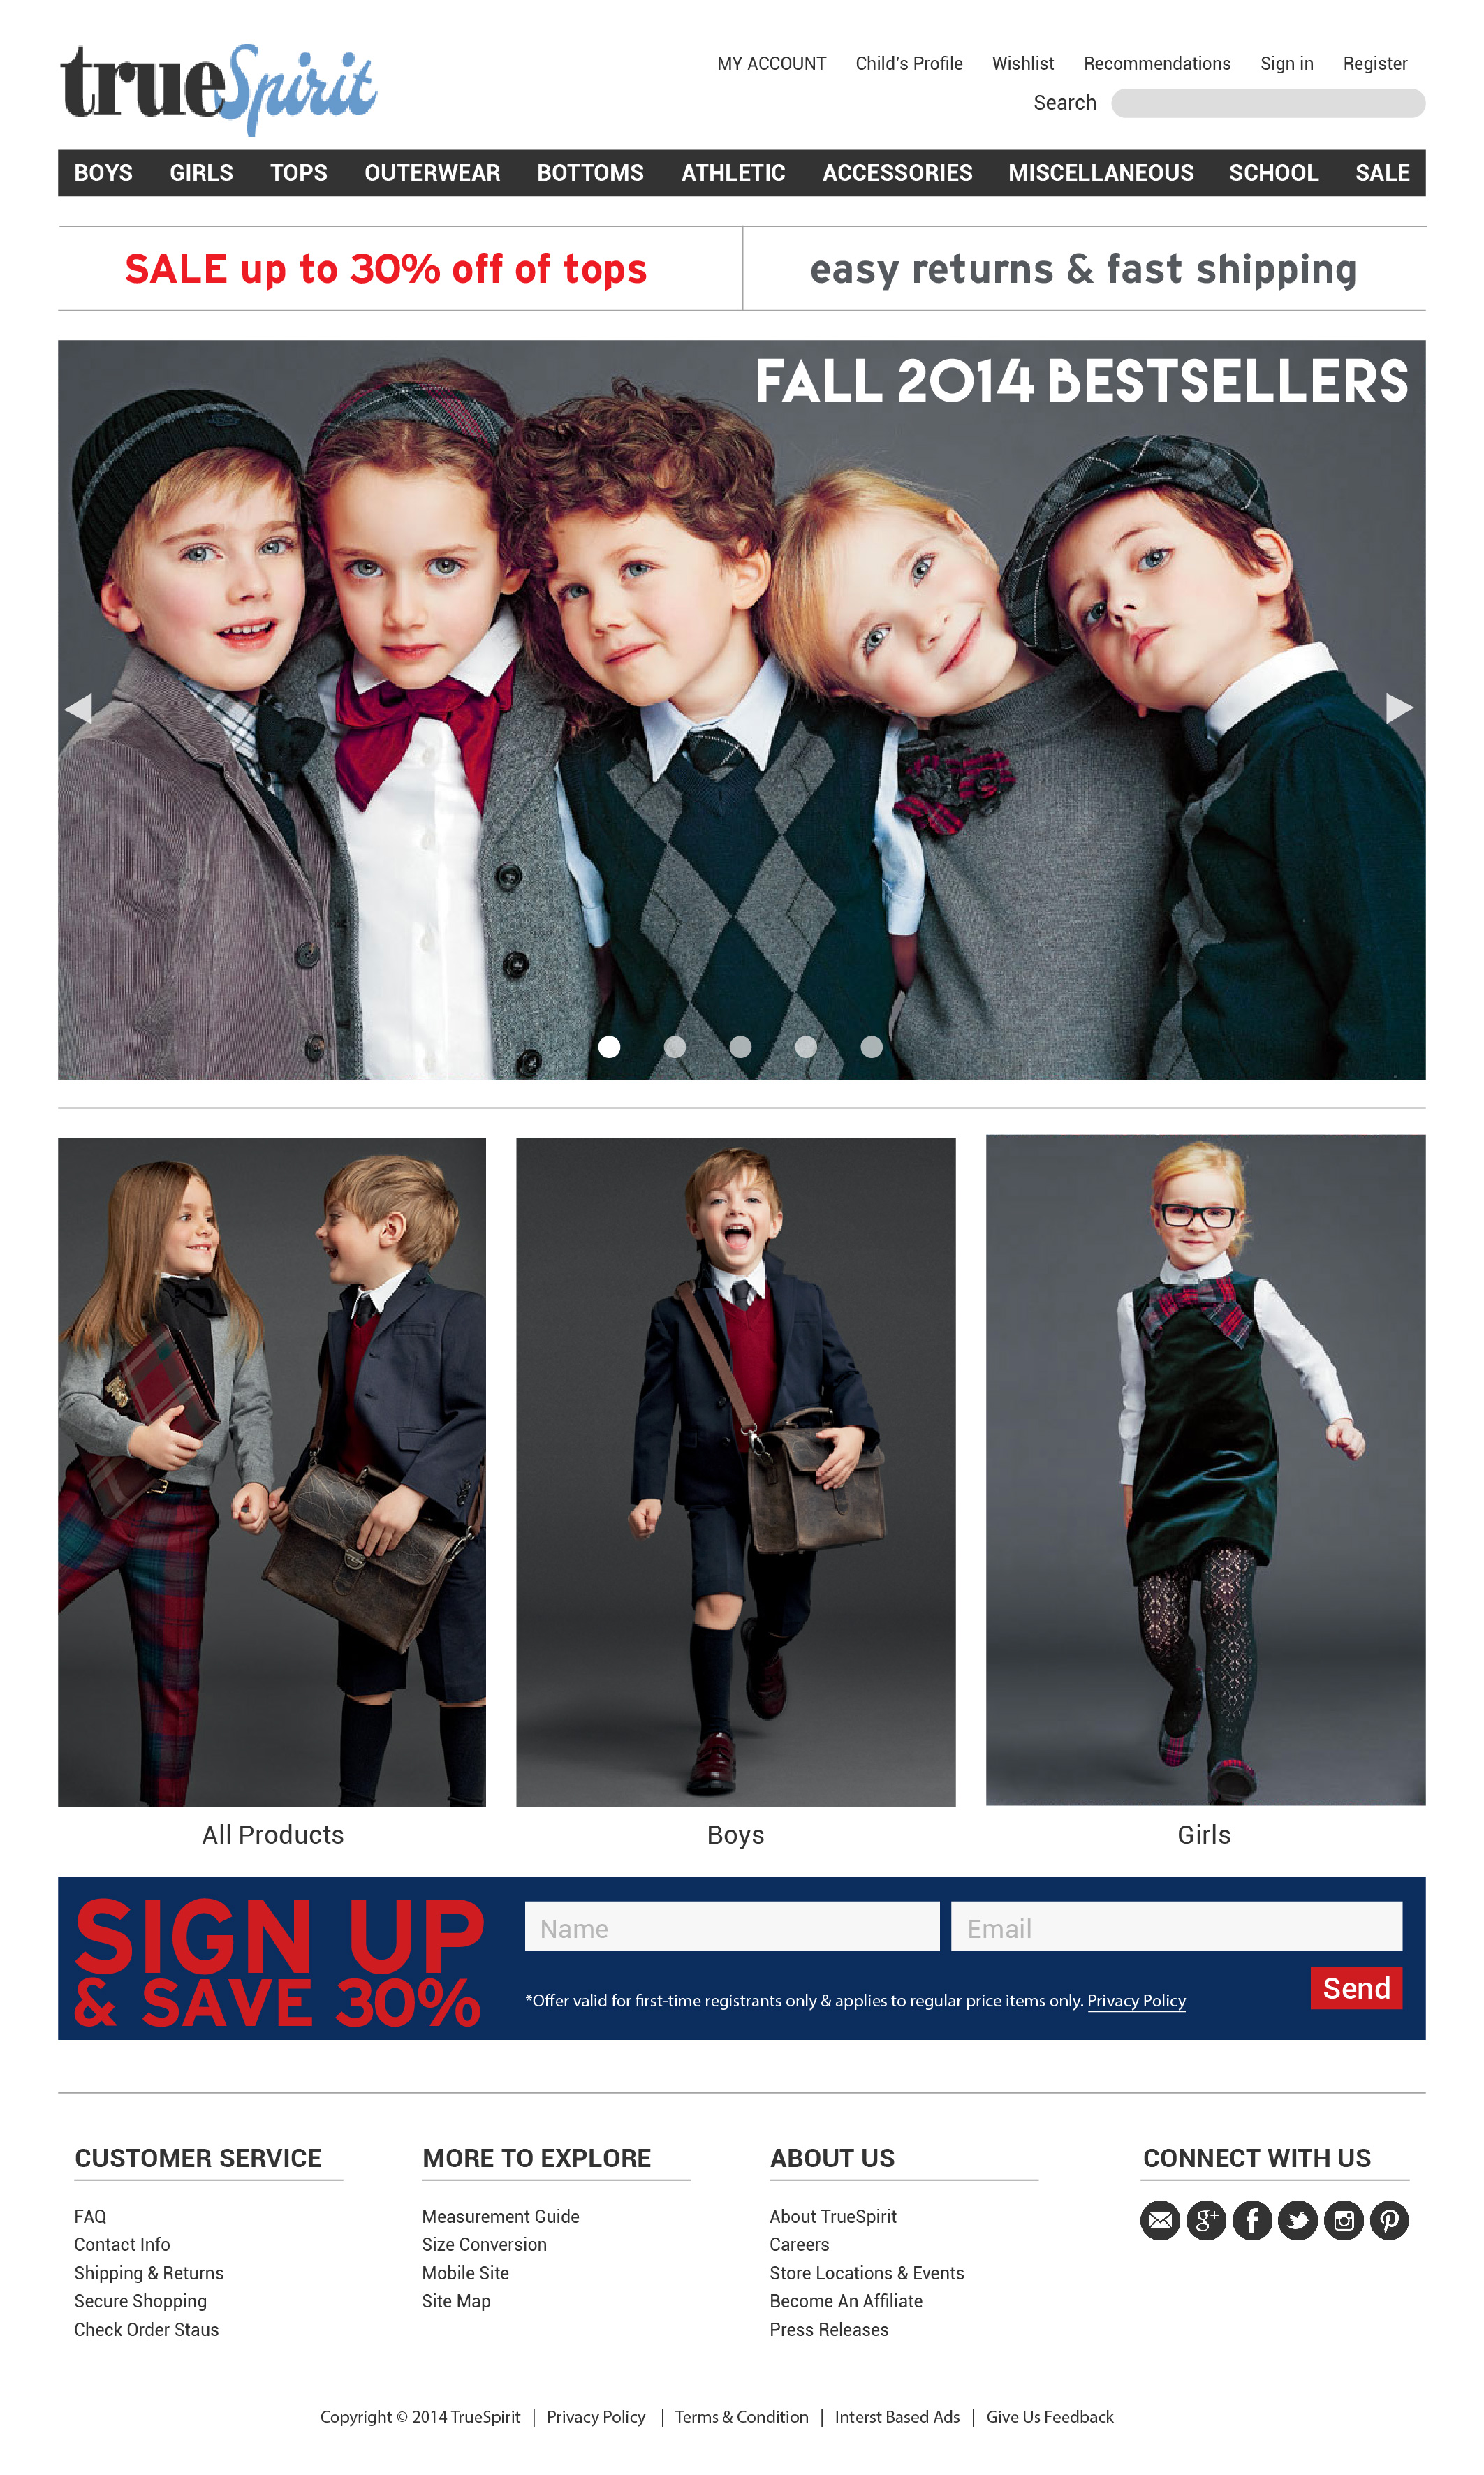 trueSpirit
MY ACCOUNT Child's Profile Wishlist Recommendations Sign in Register
Search
BOYS GIRLS TOPS OUTERWEAR BOTTOMS ATHLETIC ACCESSORIES MISCELLANEOUS SCHOOL SALE
SALE up to 30% off of tops
easy returns & fast shipping
FALL 2014 BESTSELLERS
All Products
Boys
Girls
SIGN UP
& SAVE 30%
Name
Email
*Offer valid for first-time registrants only & applies to regular price items only. Privacy Policy
Send
CUSTOMER SERVICE
FAQ
Contact Info
Shipping & Returns
Secure Shopping
Check Order Staus
MORE TO EXPLORE
Measurement Guide
Size Conversion
Mobile Site
Site Map
ABOUT US
About TrueSpirit
Careers
Store Locations & Events
Become An Affiliate
Press Releases
CONNECT WITH US
g+ f
Copyright © 2014 TrueSpirit | Privacy Policy | Terms & Condition | Interst Based Ads | Give Us Feedback